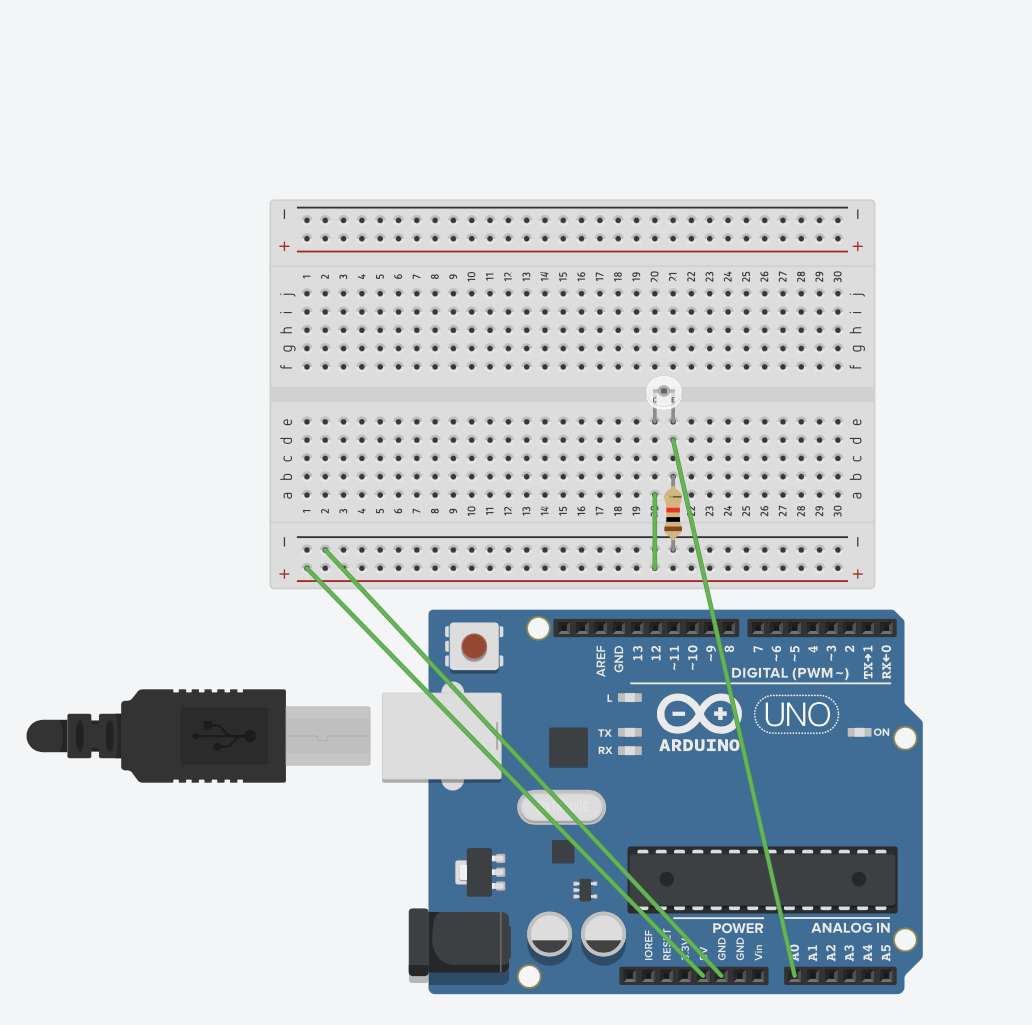 − −
+ +
1 2 3 4 5 6 7 8 9 10 11 12 13 14 15 16 17 18 19 20 21 22 23 24 25 26 27 28 29 30
j j
i i
h h
g g
f f
C E
e e
d d
c c
b b
a a
1 2 3 4 5 6 7 8 9 10 11 12 13 14 15 16 17 18 19 22 23 24 25 26 27 28 29 30
− −
+ +
AREF GND 13 12 ~11 ~10 ~9 8 7 ~6 ~5 4 ~3 2 TX→1 RX←0
DIGITAL (PWM~)
L
UNO
TX
RX
ARDUINO
ON
POWER ANALOG IN
IOREF RESET 3.3V 5V GND GND Vin A0 A1 A2 A3 A4 A5